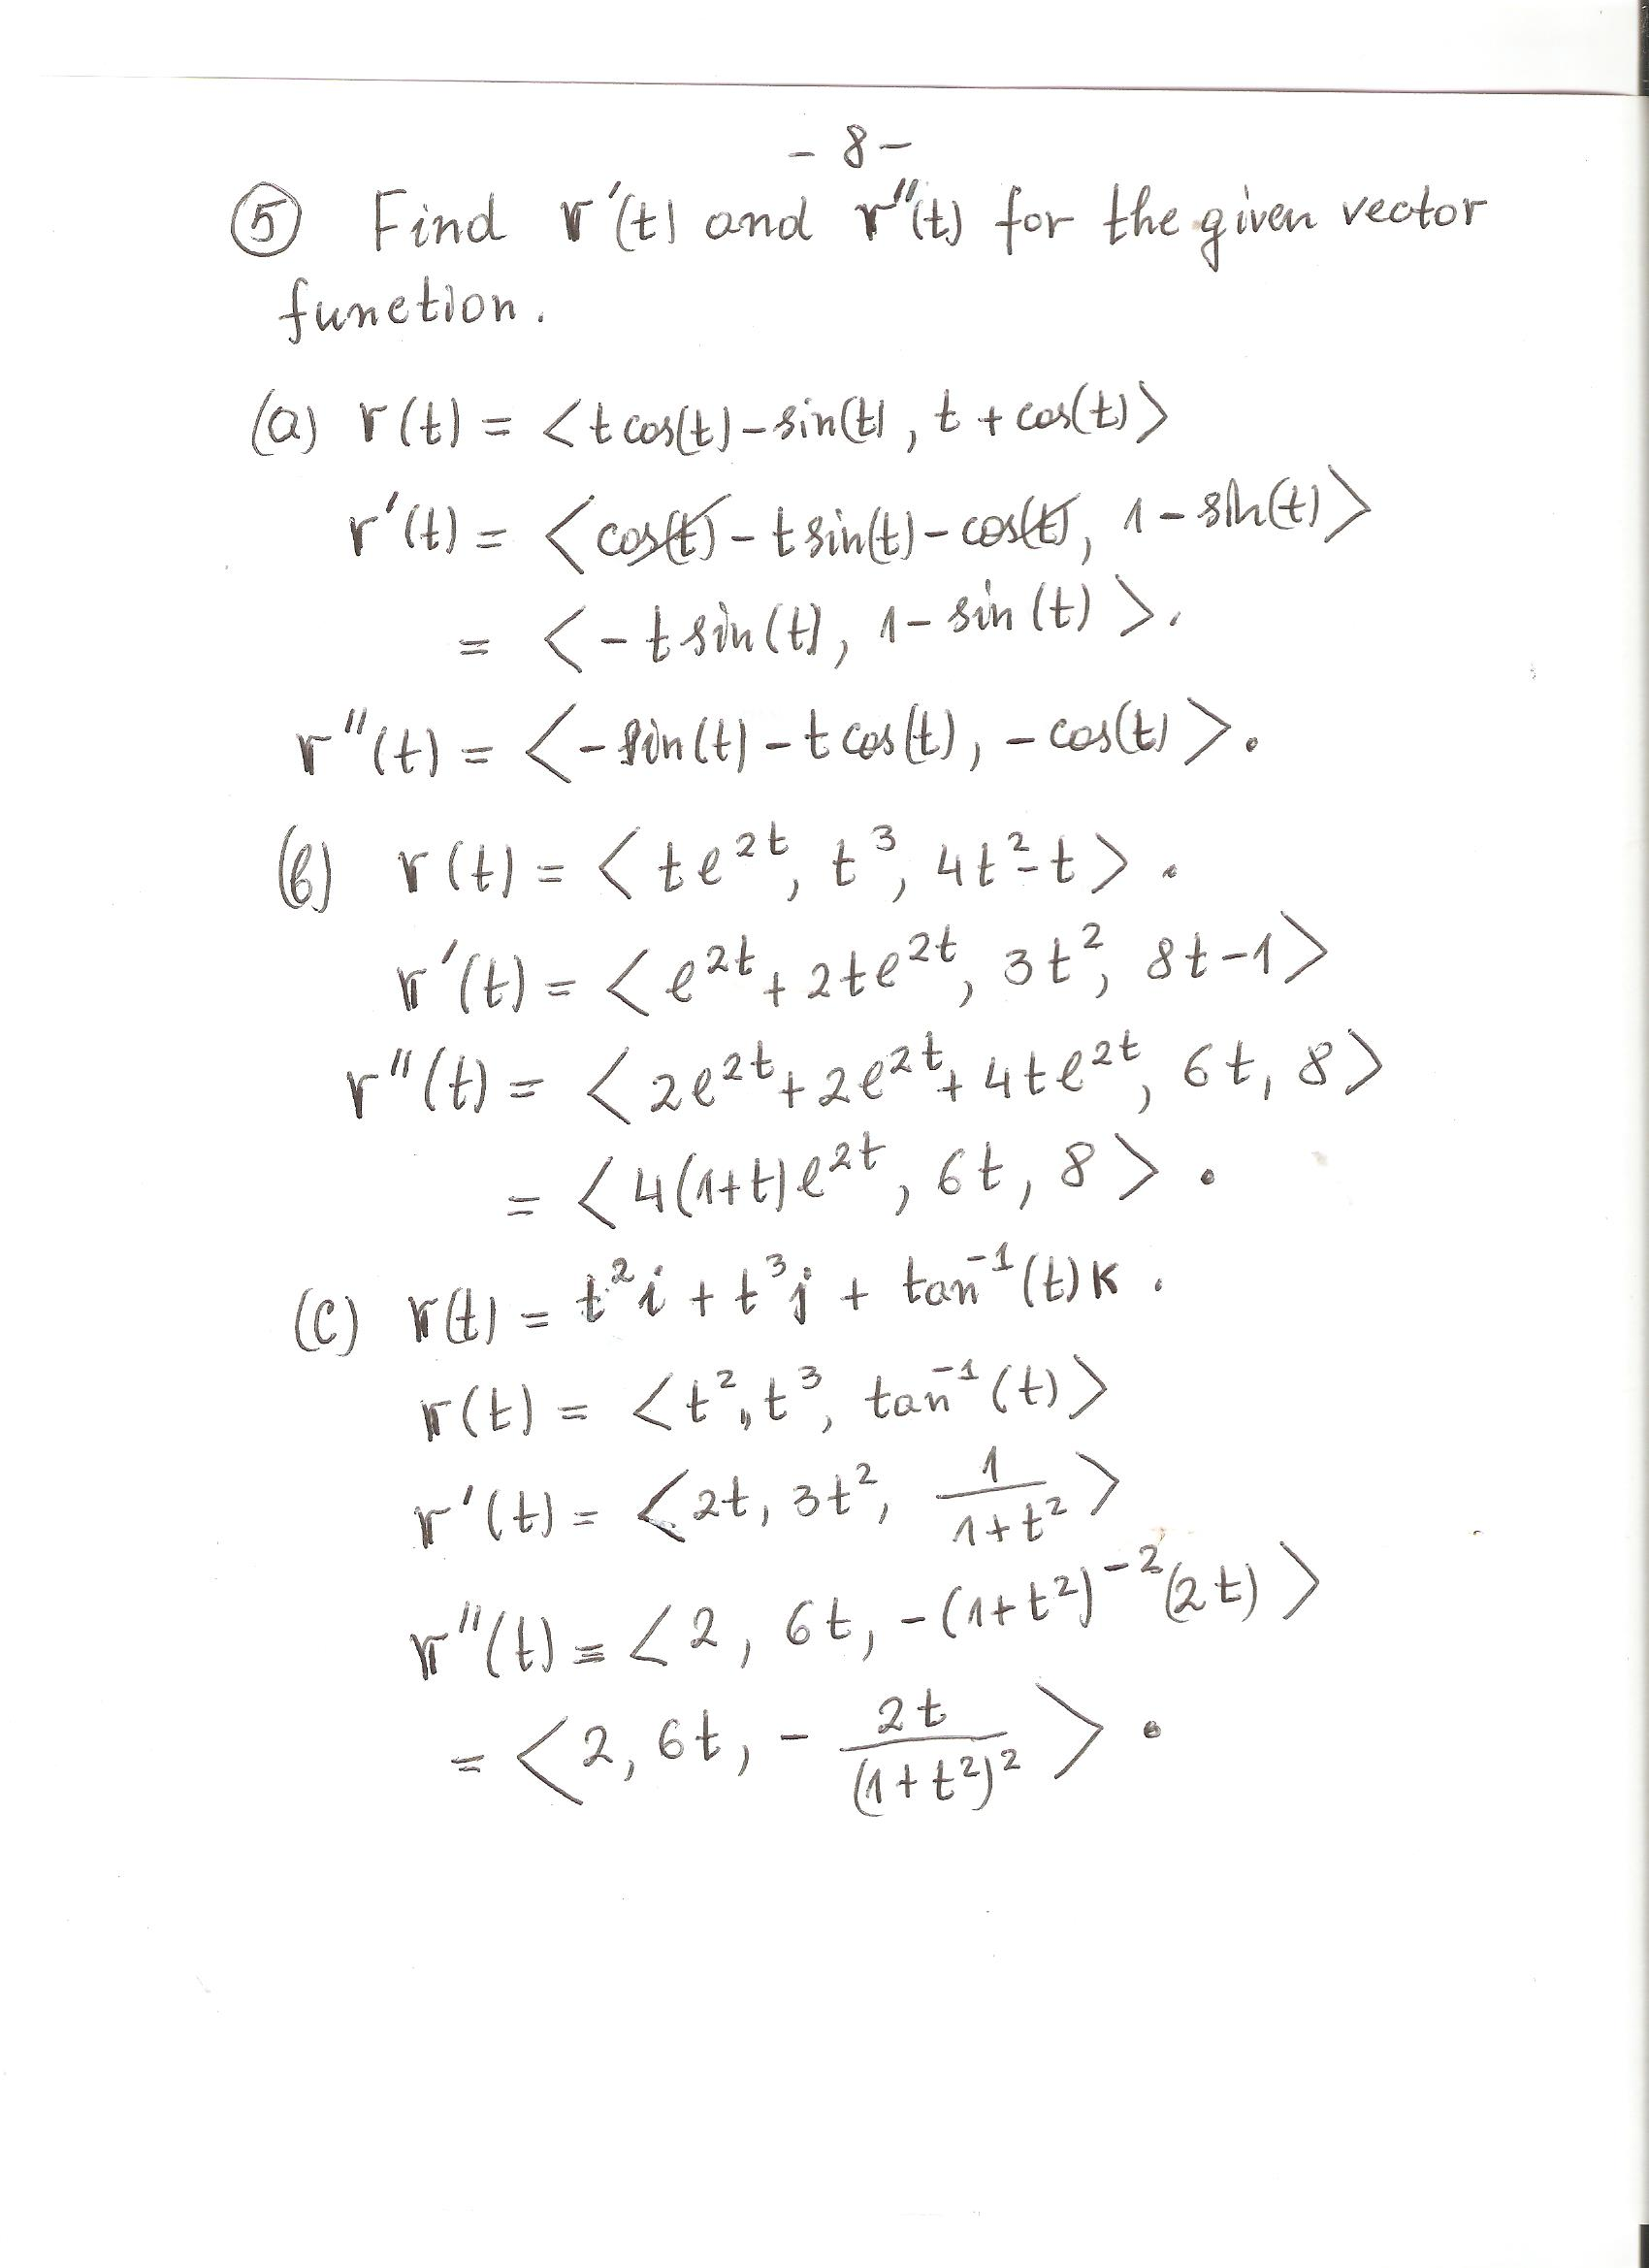 - 8 -
⑤ Find r'(t) and r''(t) for the given vector
function.
(a) r(t) = <t cos(t) - sin(t), t + cos(t)>
r'(t) = <cos(t) - t sin(t) - cos(t), 1 - sin(t)>
= <- t sin(t), 1 - sin(t)>.
r''(t) = <- sin(t) - t cos(t), - cos(t)>.
(b) r(t) = <te^{2t}, t^3, 4t^2 - t>.
r'(t) = <e^{2t} + 2te^{2t}, 3t^2, 8t - 1>
r''(t) = <2e^{2t} + 2e^{2t} + 4te^{2t}, 6t, 8>
= <4(1+t)e^{2t}, 6t, 8>.
(c) r(t) = t^2 i + t^3 j + tan^{-1}(t) k.
r(t) = <t^2, t^3, tan^{-1}(t)>
r'(t) = <2t, 3t^2, 1/(1+t^2)>
r''(t) = <2, 6t, -(1+t^2)^{-2}(2t)>
= <2, 6t, - 2t/(1+t^2)^2>.